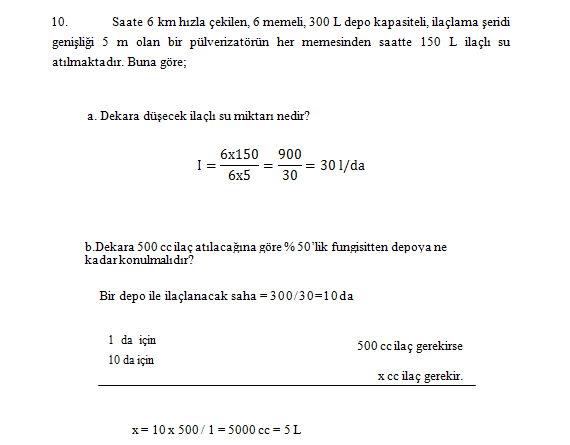 10. Saate 6 km hızla çekilen, 6 memeli, 300 L depo kapasiteli, ilaçlama şeridi
genişliği 5 m olan bir pülverizatörün her memesinden saatte 150 L ilaçlı su
atılmaktadır. Buna göre;
a. Dekara düşecek ilaçlı su miktarı nedir?
I = 6x150/6x5 = 900/30 = 30 l/da
b.Dekara 500 cc ilaç atılacağına göre % 50'lik fungisitten depoya ne
kadar konulmalıdır?
Bir depo ile ilaçlanacak saha = 300/30=10 da
1 da için 500 cc ilaç gerekirse
10 da için x cc ilaç gerekir.
x = 10 x 500 / 1 = 5000 cc = 5 L